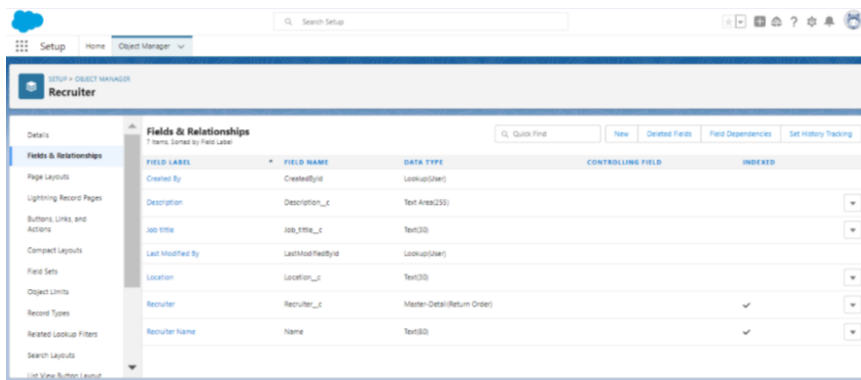 Search Setup
Setup Home Object Manager
SETUP > OBJECT MANAGER
Recruiter
Details
Fields & Relationships
Page Layouts
Lightning Record Pages
Buttons, Links, and
Actions
Compact Layouts
Field Sets
Object Limits
Record Types
Related Lookup Filters
Search Layouts
List View Button Layout
Fields & Relationships
7 Items, Sorted by Field Label
Quick Find
New Deleted Fields Field Dependencies Set History Tracking
FIELD LABEL FIELD NAME DATA TYPE CONTROLLING FIELD INDEXED
Created By CreatedById Lookup(User)
Description Description__c Text Area(255)
Job title Job_title__c Text(30)
Last Modified By LastModifiedById Lookup(User)
Location Location__c Text(30)
Recruiter Recruiter__c Master-Detail(Return Order)
Recruiter Name Name Text(80)